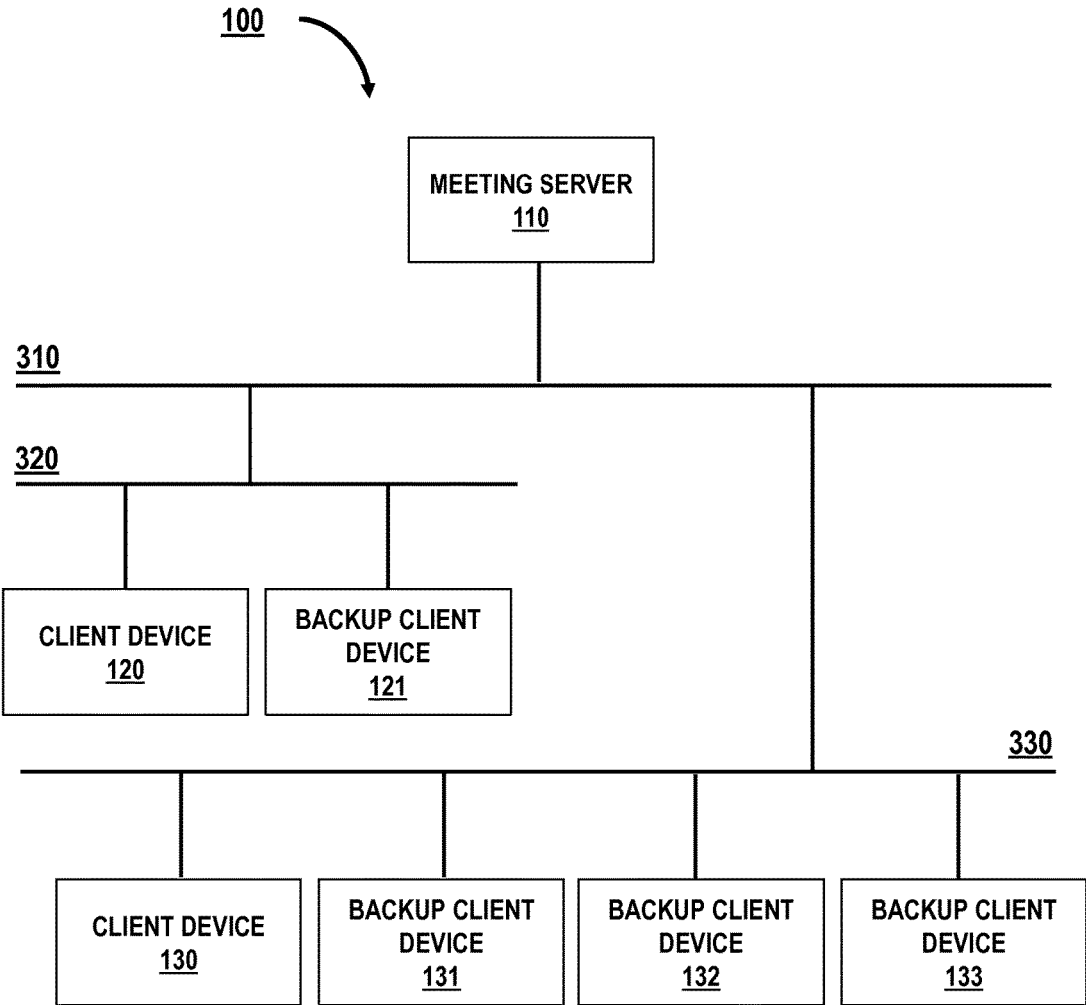 100
MEETING SERVER
110
310
320
CLIENT DEVICE
120
BACKUP CLIENT
DEVICE
121
330
CLIENT DEVICE
130
BACKUP CLIENT
DEVICE
131
BACKUP CLIENT
DEVICE
132
BACKUP CLIENT
DEVICE
133